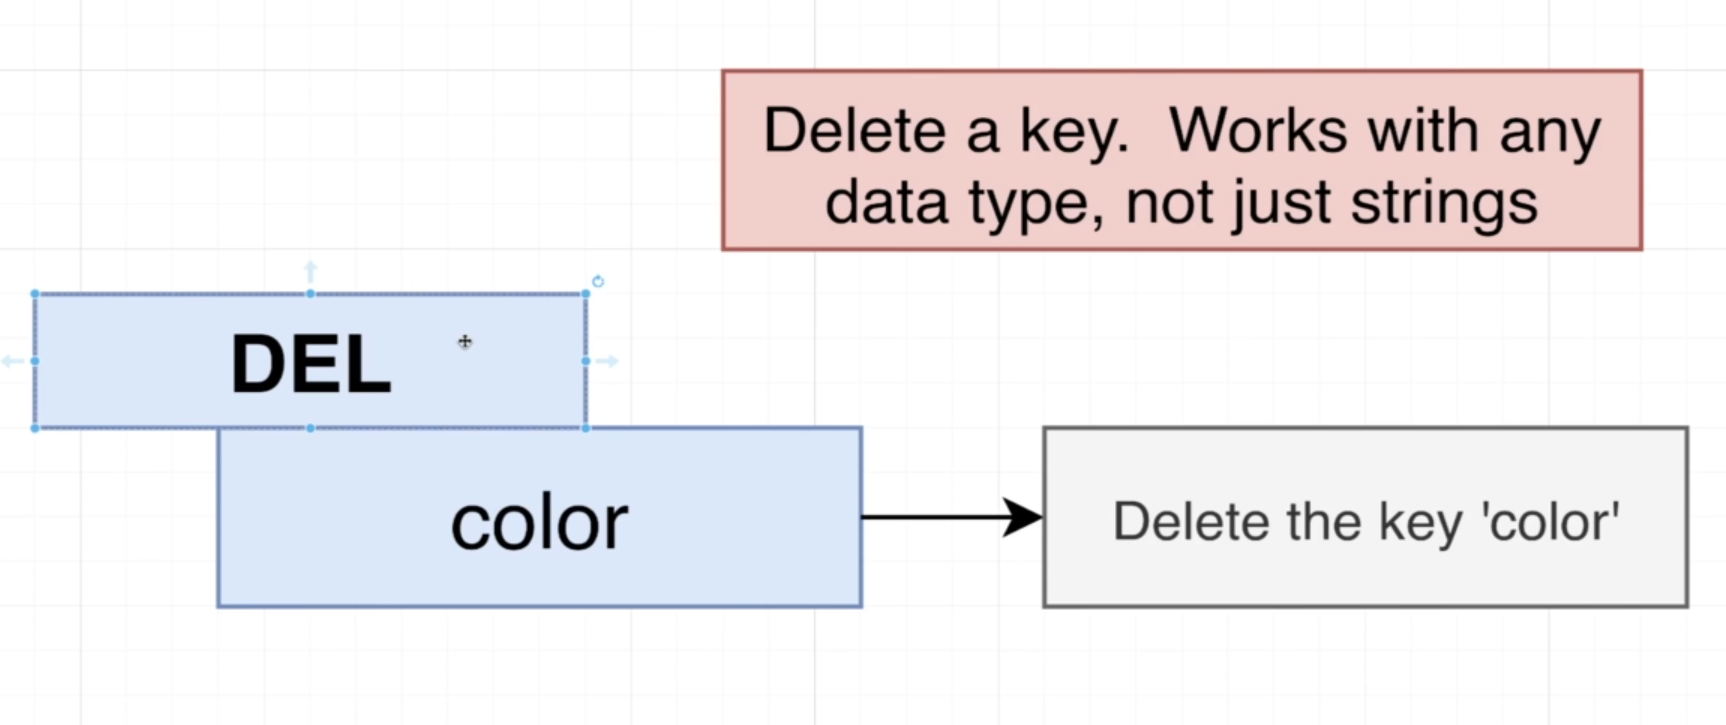 Delete a key.  Works with any
data type, not just strings
DEL
color
Delete the key 'color'